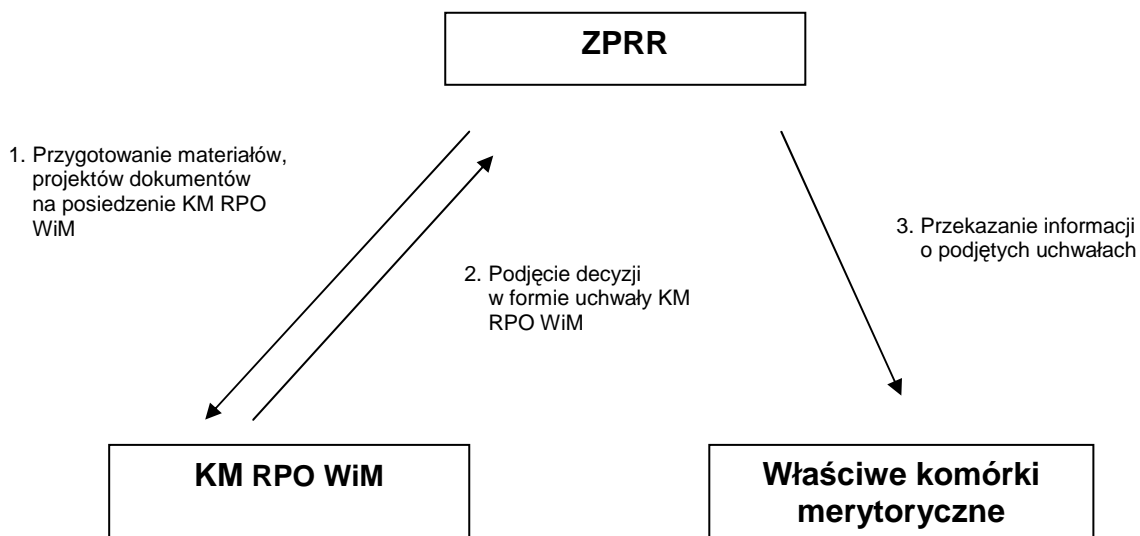 ZPRR
1. Przygotowanie materiałów,
projektów dokumentów
na posiedzenie KM RPO
WiM
2. Podjęcie decyzji
w formie uchwały KM
RPO WiM
3. Przekazanie informacji
o podjętych uchwałach
KM RPO WiM
Właściwe komórki
merytoryczne